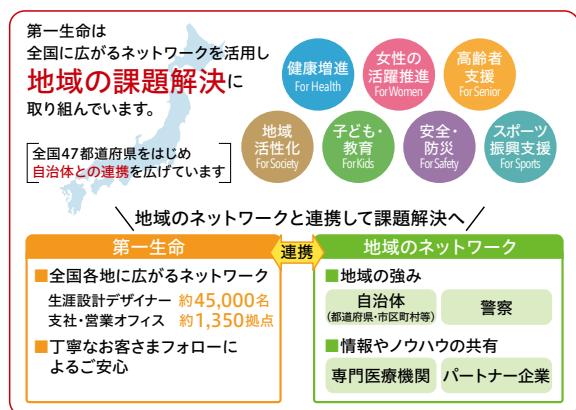 第一生命は
全国に広がるネットワークを活用し
地域の課題解決に
取り組んでいます。
全国47都道府県をはじめ
自治体との連携を広げています
健康増進
For Health
女性の
活躍推進
For Women
高齢者
支援
For Senior
地域
活性化
For Society
子ども・
教育
For Kids
安全・
防災
For Safety
スポーツ
振興支援
For Sports
地域のネットワークと連携して課題解決へ
第一生命
連携
地域のネットワーク
■全国各地に広がるネットワーク
生涯設計デザイナー 約45,000名
支社・営業オフィス 約1,350拠点
■丁寧なお客さまフォローに
よるご安心
■地域の強み
自治体
(都道府県・市区町村等)
警察
■情報やノウハウの共有
専門医療機関
パートナー企業